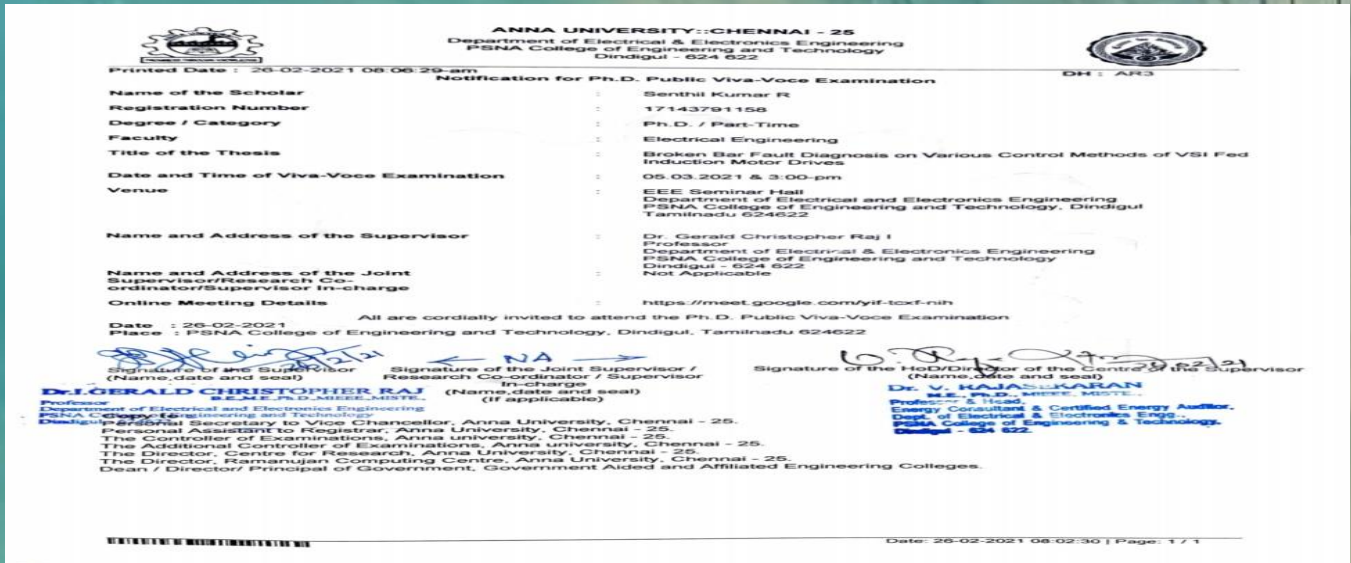 ANNA UNIVERSITY::CHENNAI - 25
Department of Electrical & Electronics Engineering
PSNA College of Engineering and Technology
Dindigul - 624 622
PROGRESS THROUGH KNOWLEDGE
Printed Date : 26-02-2021 08:06:29-am
DH : AR3
Notification for Ph.D. Public Viva-Voce Examination
Name of the Scholar : Senthil Kumar R
Registration Number : 17143791158
Degree / Category : Ph.D. / Part-Time
Faculty : Electrical Engineering
Title of the Thesis : Broken Bar Fault Diagnosis on Various Control Methods of VSI Fed
Induction Motor Drives
Date and Time of Viva-Voce Examination : 05.03.2021 & 3:00-pm
Venue : EEE Seminar Hall
Department of Electrical and Electronics Engineering
PSNA College of Engineering and Technology, Dindigul
Tamilnadu 624622
Name and Address of the Supervisor : Dr. Gerald Christopher Raj I
Professor
Department of Electrical & Electronics Engineering
PSNA College of Engineering and Technology
Dindigul - 624 622
Name and Address of the Joint : Not Applicable
Supervisor/Research Co-
ordinator/Supervisor In-charge
Online Meeting Details : https://meet.google.com/yif-tcxf-nih
All are cordially invited to attend the Ph.D. Public Viva-Voce Examination
Date : 26-02-2021
Place : PSNA College of Engineering and Technology, Dindigul, Tamilnadu 624622
← NA →
Signature of the Supervisor
(Name,date and seal)
Signature of the Joint Supervisor /
Research Co-ordinator / Supervisor
In-charge
(Name,date and seal)
(If applicable)
Signature of the HoD/Director of the Centre of the Supervisor
(Name,date and seal)
Dr.I.GERALD CHRISTOPHER RAJ
B.E.,M.E.,Ph.D.,MIEEE.,MISTE.,
Professor
Department of Electrical and Electronics Engineering
PSNA College of Engineering and Technology
Dr. V. RAJASEKARAN
M.E., Ph.D., MIEEE, MISTE.,
Professor & Head,
Energy Consultant & Certified Energy Auditor,
Dept. of Electrical & Electronics Engg.,
PSNA College of Engineering & Technology,
Dindigul - 624 622.
Copy to
Personal Secretary to Vice Chancellor, Anna University, Chennai - 25.
Personal Assistant to Registrar, Anna University, Chennai - 25.
The Controller of Examinations, Anna university, Chennai - 25.
The Additional Controller of Examinations, Anna university, Chennai - 25.
The Director, Centre for Research, Anna University, Chennai - 25.
The Director, Ramanujan Computing Centre, Anna University, Chennai - 25.
Dean / Director/ Principal of Government, Government Aided and Affiliated Engineering Colleges.
Date: 26-02-2021 08:02:30 | Page: 1 / 1